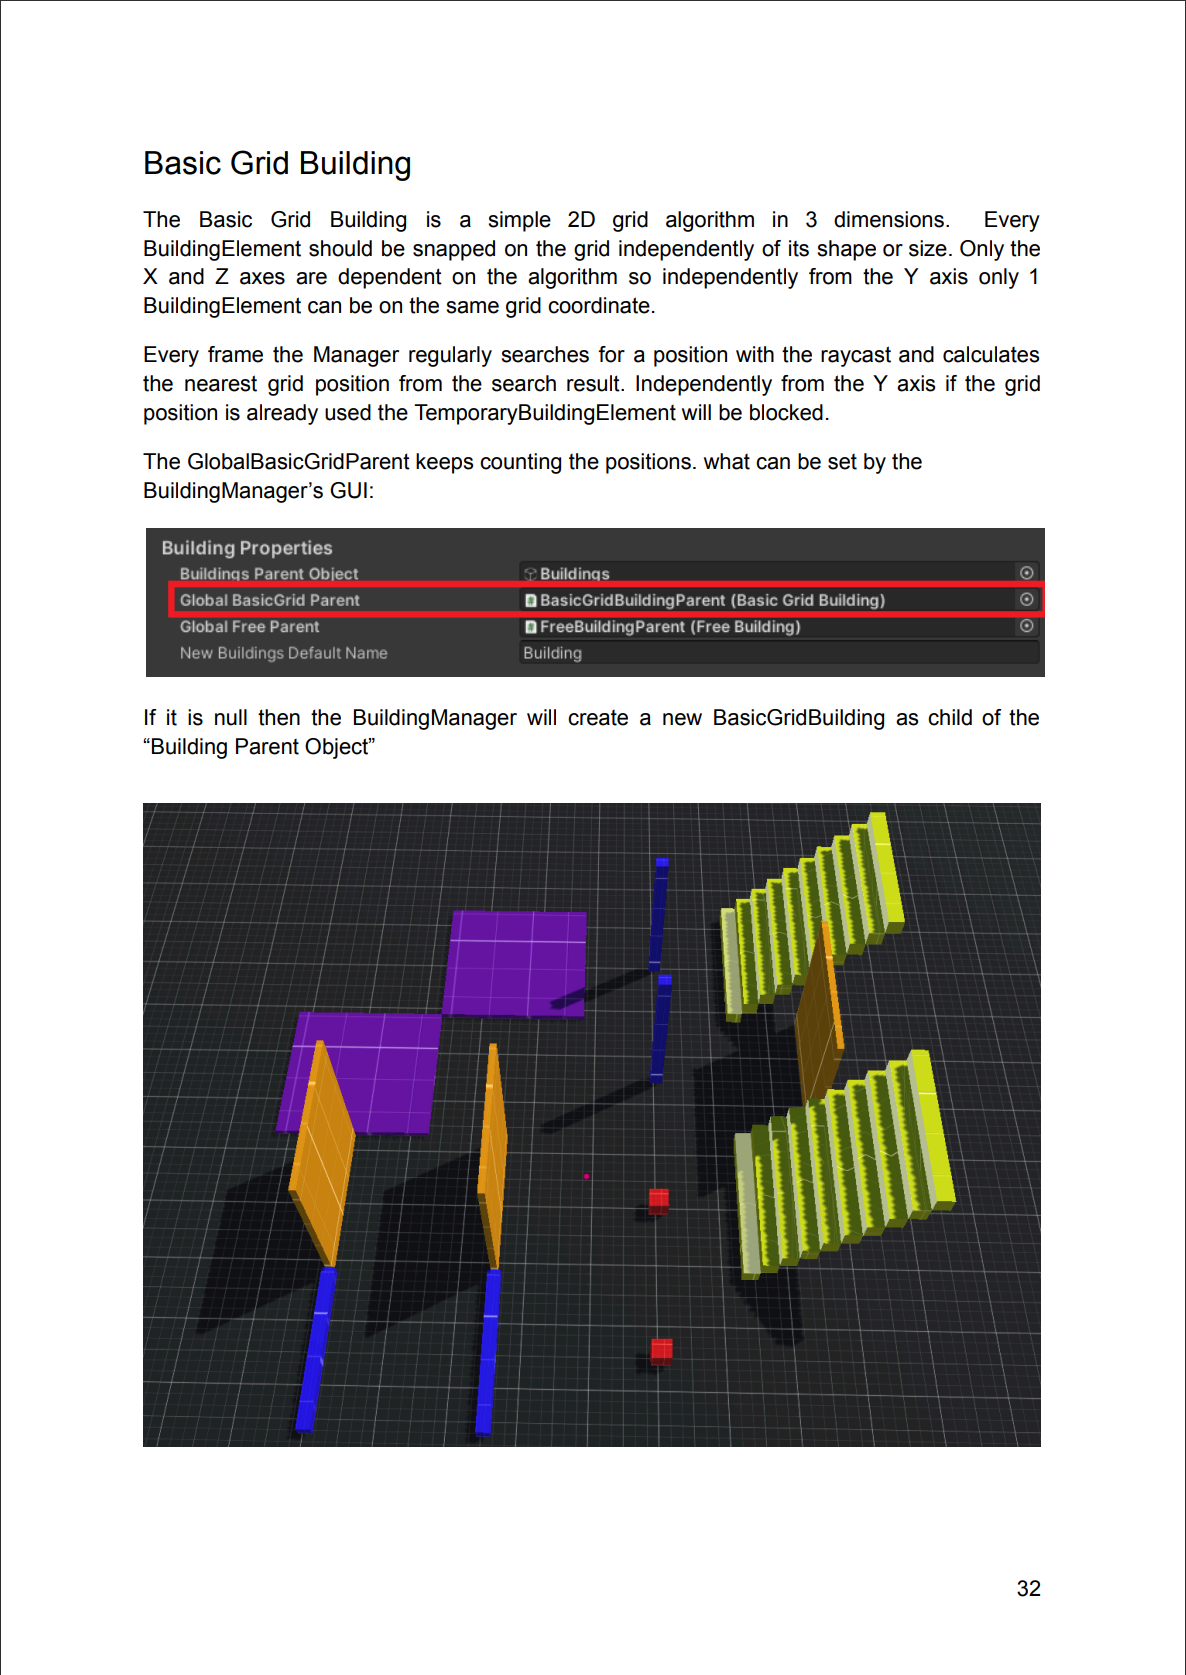 Basic Grid Building
The Basic Grid Building is a simple 2D grid algorithm in 3 dimensions. Every
BuildingElement should be snapped on the grid independently of its shape or size. Only the
X and Z axes are dependent on the algorithm so independently from the Y axis only 1
BuildingElement can be on the same grid coordinate.
Every frame the Manager regularly searches for a position with the raycast and calculates
the nearest grid position from the search result. Independently from the Y axis if the grid
position is already used the TemporaryBuildingElement will be blocked.
The GlobalBasicGridParent keeps counting the positions. what can be set by the
BuildingManager’s GUI:
Building Properties
Buildings Parent Object Buildings
Global BasicGrid Parent BasicGridBuildingParent (Basic Grid Building)
Global Free Parent FreeBuildingParent (Free Building)
New Buildings Default Name Building
If it is null then the BuildingManager will create a new BasicGridBuilding as child of the
“Building Parent Object”
32